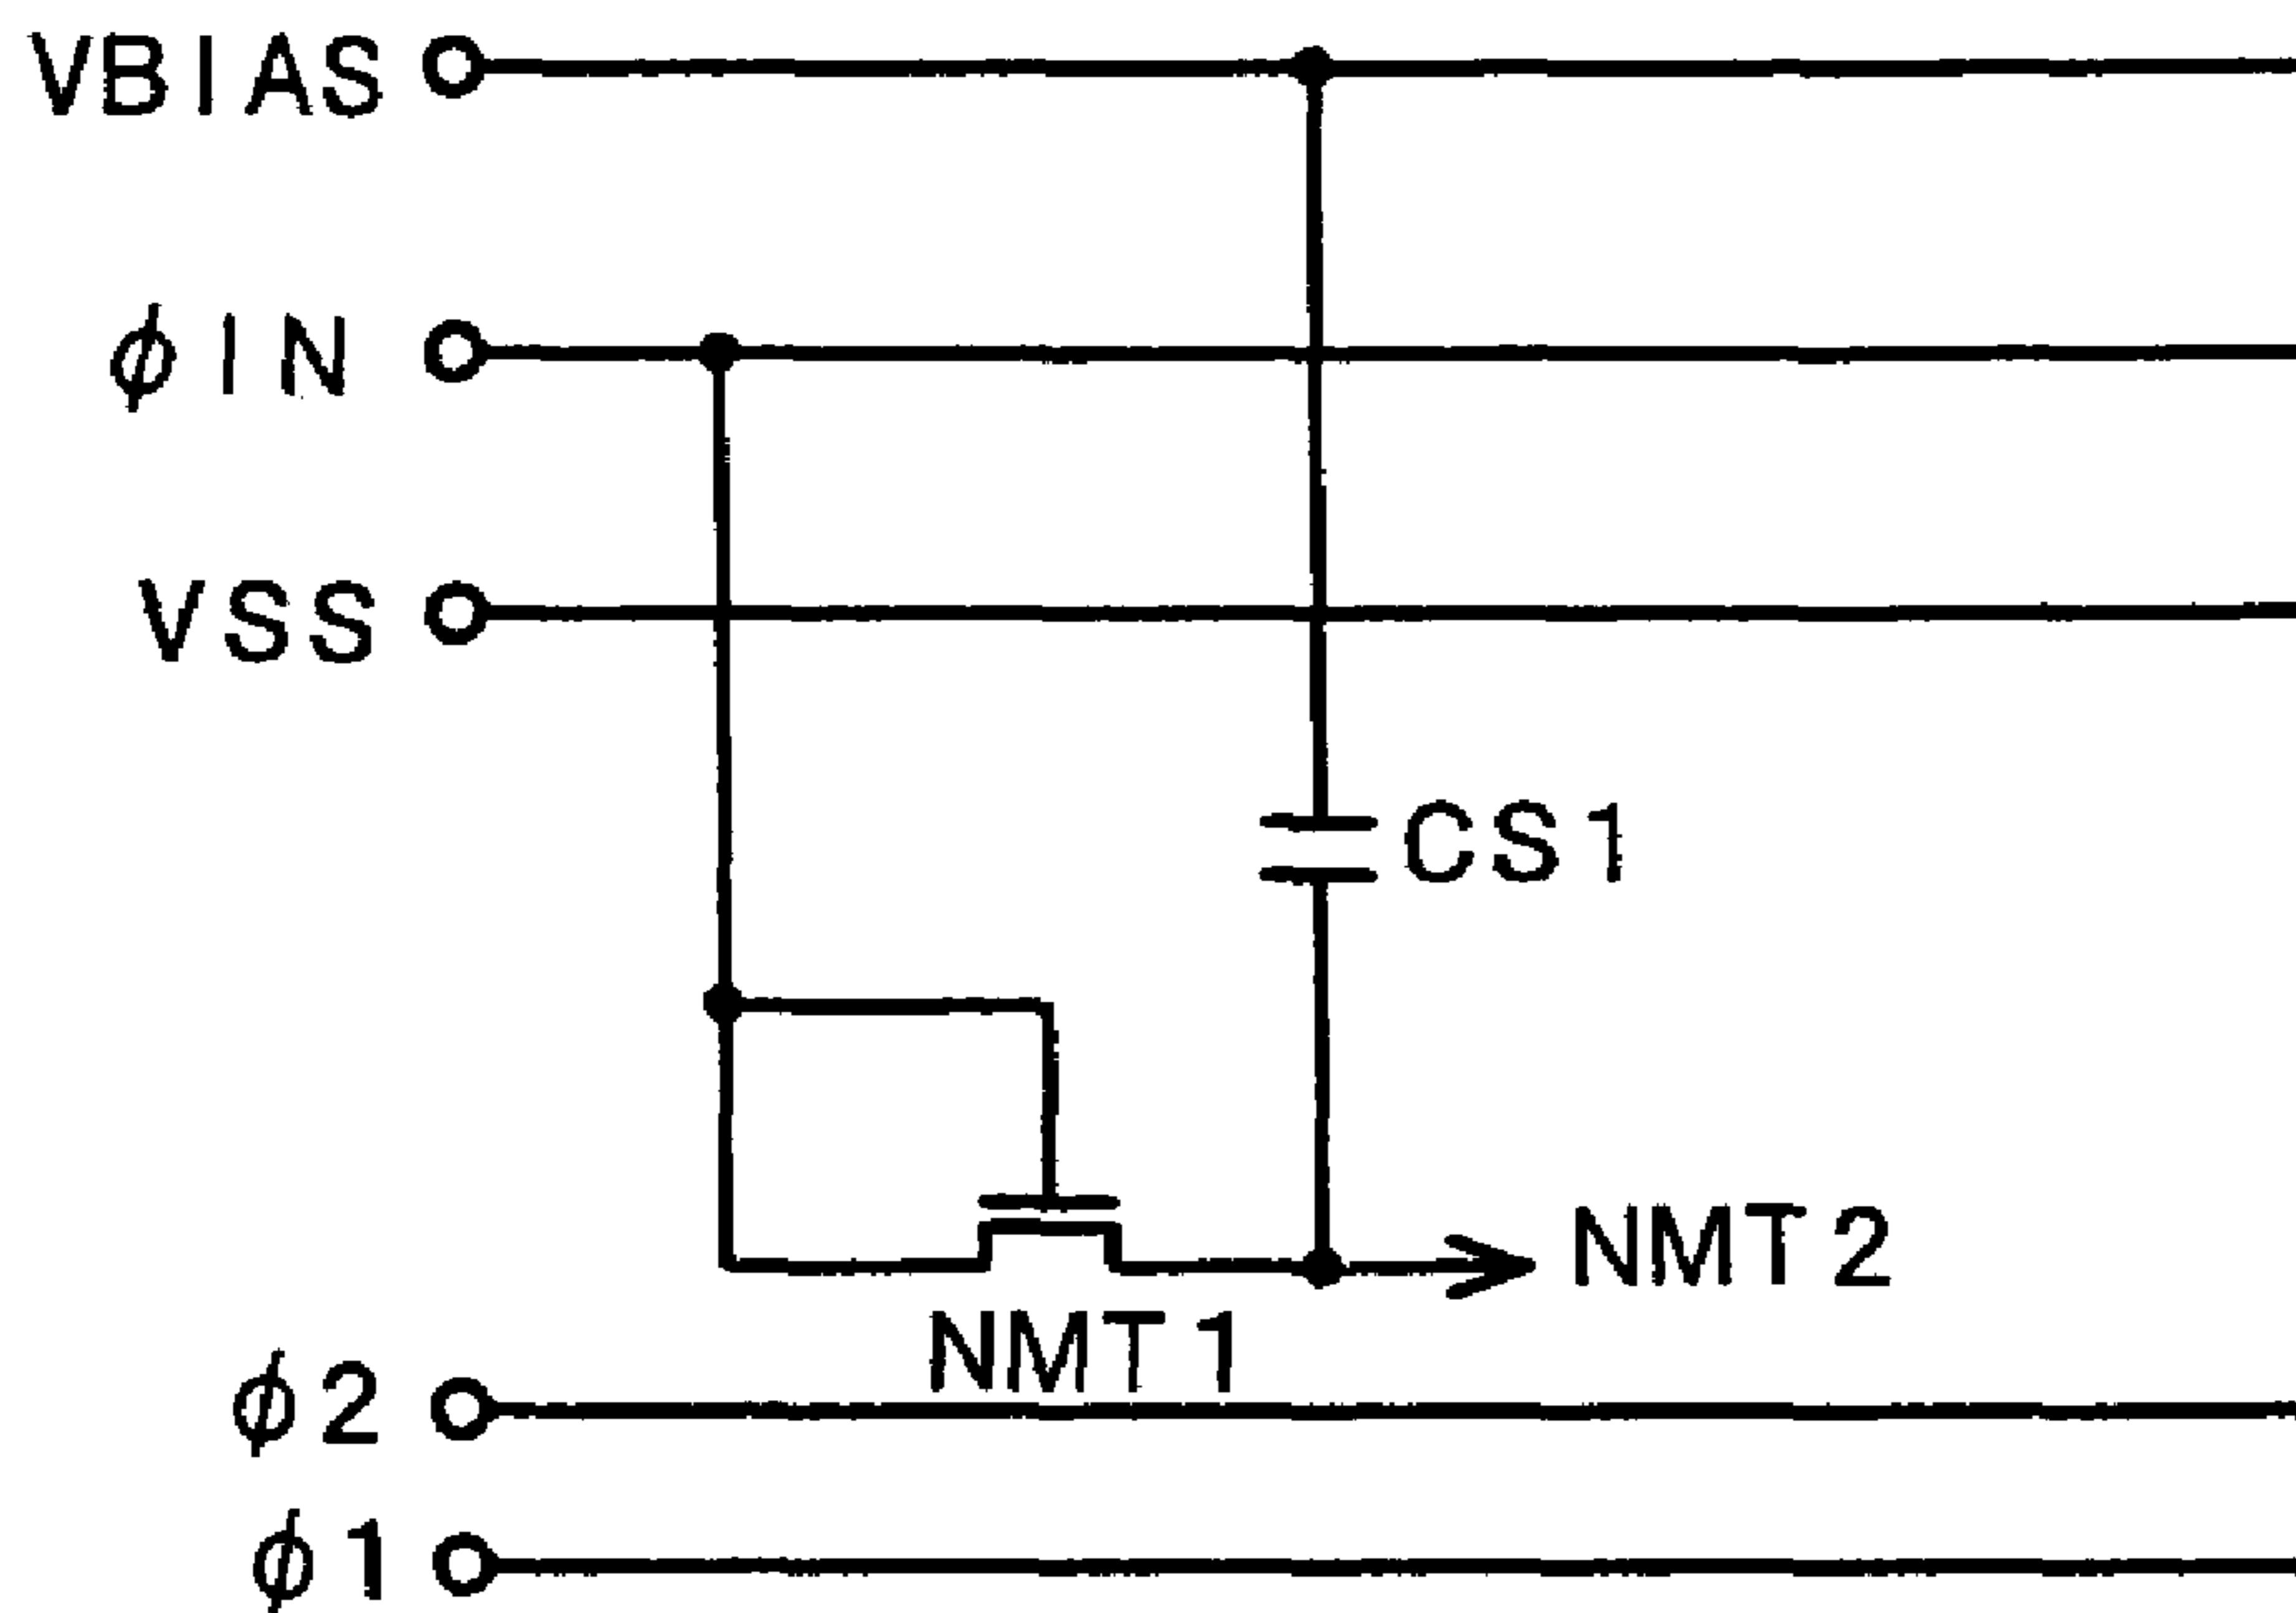 VBIAS
φIN
VSS
CS1
NMT2
NMT1
φ2
φ1